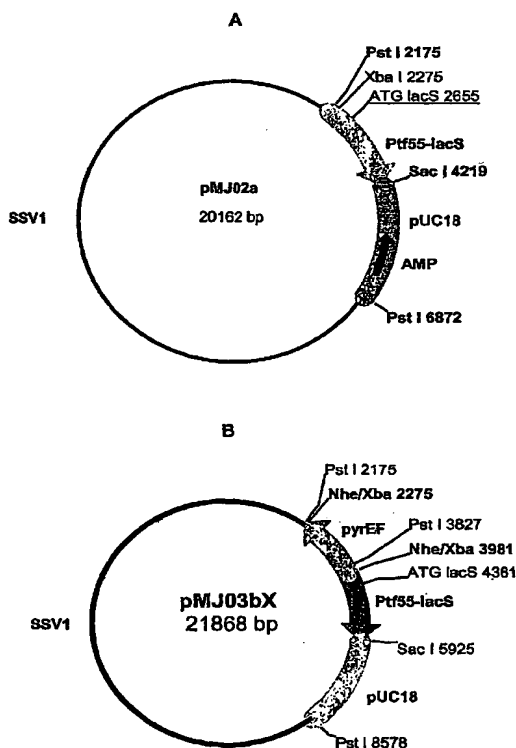 A
Pst I 2175
Xba I 2275
ATG lacS 2655
Ptf55-lacS
Sac I 4219
pMJ02a
20162 bp
SSV1
pUC18
AMP
Pst I 6872
B
Pst I 2175
Nhe/Xba 2275
pyrEF
Pst I 3827
Nhe/Xba 3981
ATG lacS 4361
Ptf55-lacS
pMJ03bX
21868 bp
SSV1
Sac I 5925
pUC18
Pst I 8578